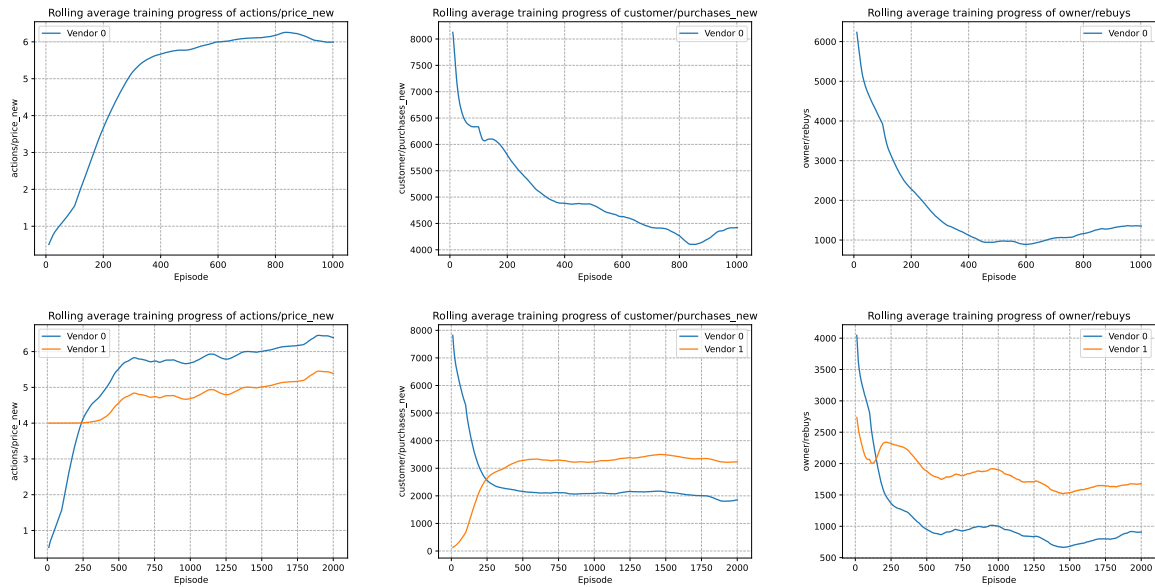 Rolling average training progress of actions/price_new
Vendor 0
actions/price_new
6
5
4
3
2
1
0 200 400 600 800 1000
Episode
Rolling average training progress of customer/purchases_new
Vendor 0
customer/purchases_new
8000
7500
7000
6500
6000
5500
5000
4500
4000
0 200 400 600 800 1000
Episode
Rolling average training progress of owner/rebuys
Vendor 0
owner/rebuys
6000
5000
4000
3000
2000
1000
0 200 400 600 800 1000
Episode
Rolling average training progress of actions/price_new
Vendor 0
Vendor 1
actions/price_new
6
5
4
3
2
1
0 250 500 750 1000 1250 1500 1750 2000
Episode
Rolling average training progress of customer/purchases_new
Vendor 0
Vendor 1
customer/purchases_new
8000
7000
6000
5000
4000
3000
2000
1000
0
0 250 500 750 1000 1250 1500 1750 2000
Episode
Rolling average training progress of owner/rebuys
Vendor 0
Vendor 1
owner/rebuys
4000
3500
3000
2500
2000
1500
1000
500
0 250 500 750 1000 1250 1500 1750 2000
Episode